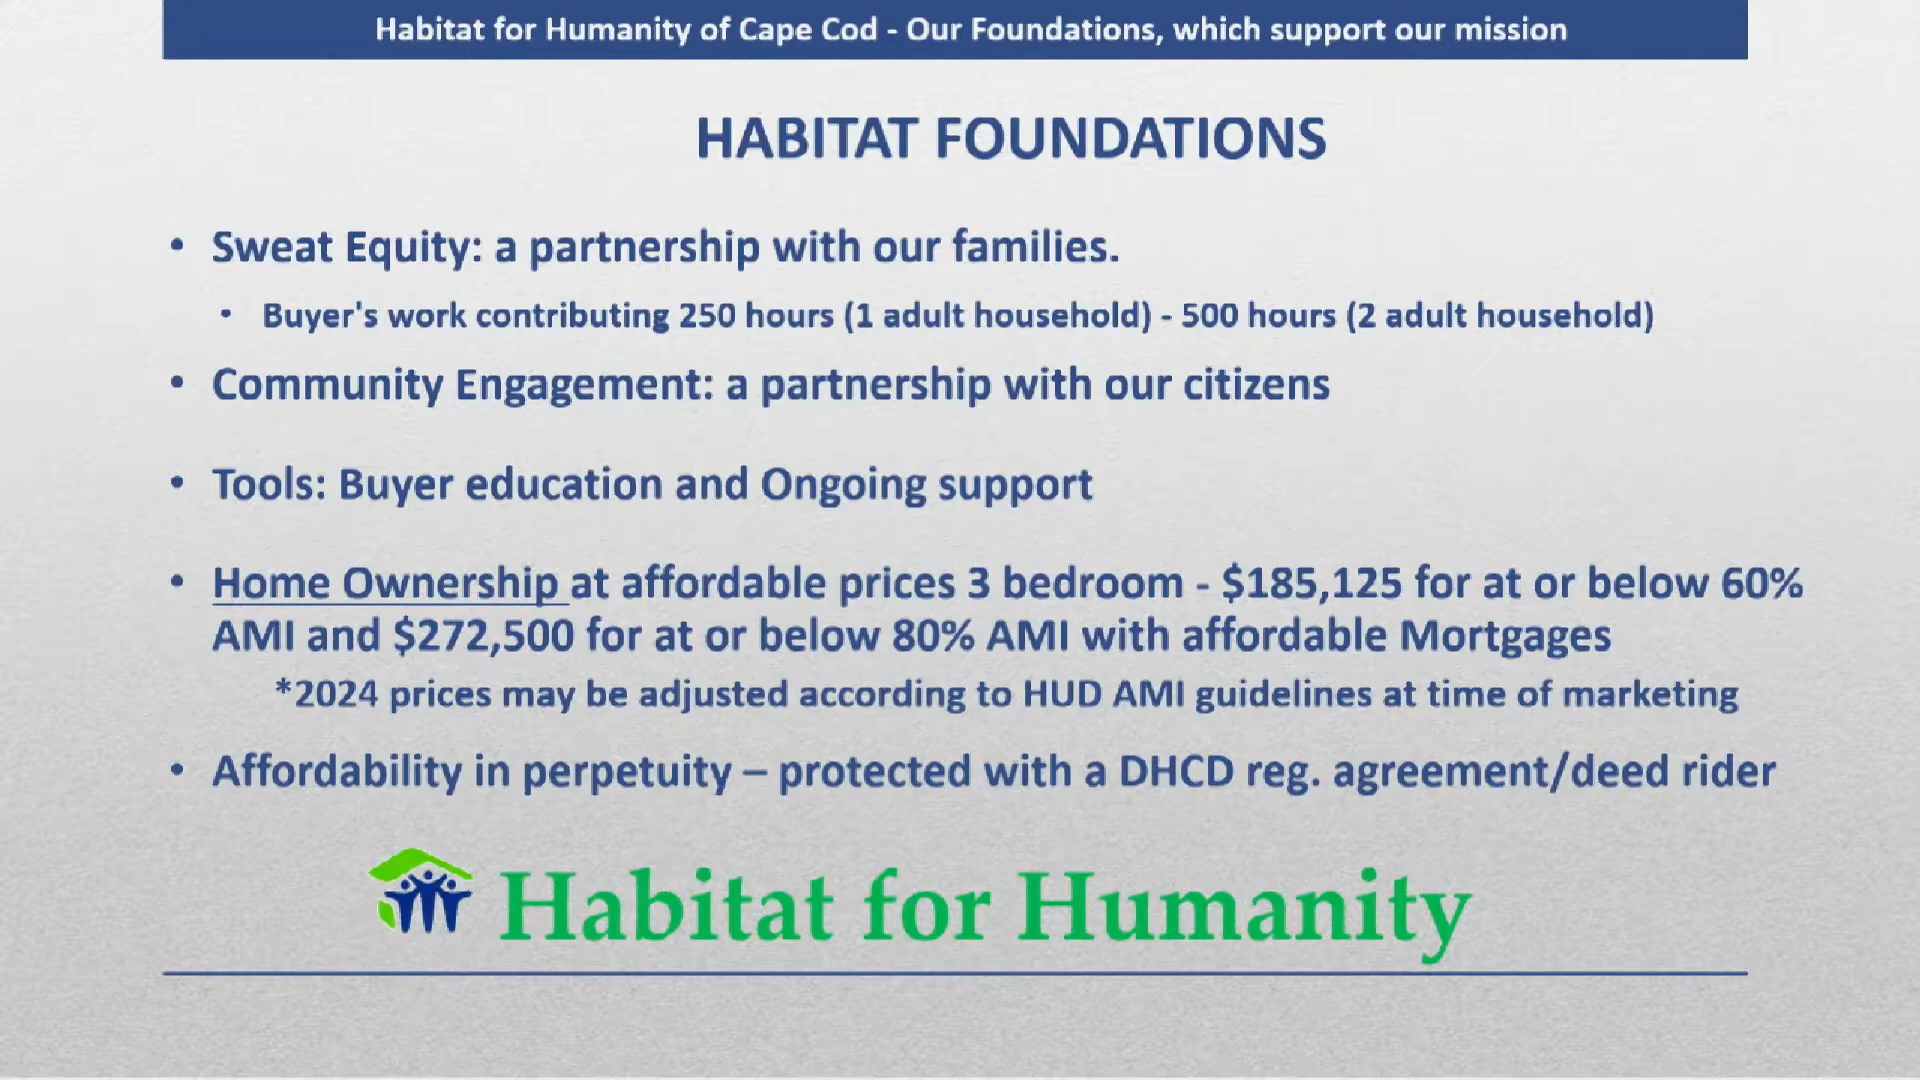 Habitat for Humanity of Cape Cod - Our Foundations, which support our mission
HABITAT FOUNDATIONS
• Sweat Equity: a partnership with our families.
• Buyer's work contributing 250 hours (1 adult household) - 500 hours (2 adult household)
• Community Engagement: a partnership with our citizens
• Tools: Buyer education and Ongoing support
• Home Ownership at affordable prices 3 bedroom - $185,125 for at or below 60%
AMI and $272,500 for at or below 80% AMI with affordable Mortgages
*2024 prices may be adjusted according to HUD AMI guidelines at time of marketing
• Affordability in perpetuity – protected with a DHCD reg. agreement/deed rider
Habitat for Humanity